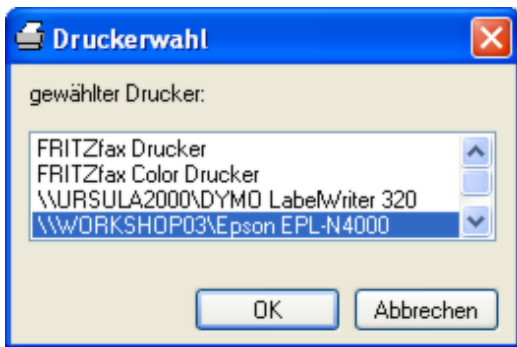 Druckerwahl
gewählter Drucker:
FRITZfax Drucker
FRITZfax Color Drucker
\\URSULA2000\DYMO LabelWriter 320
\\WORKSHOP03\Epson EPL-N4000
OK
Abbrechen